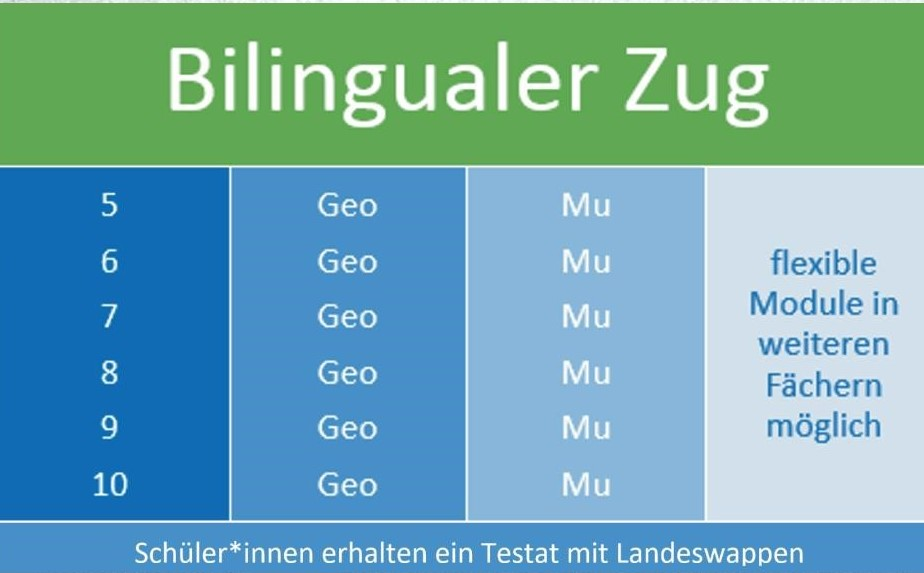 Bilingualer Zug
5 Geo Mu
6 Geo Mu
7 Geo Mu
8 Geo Mu
9 Geo Mu
10 Geo Mu
flexible
Module in
weiteren
Fächern
möglich
Schüler*innen erhalten ein Testat mit Landeswappen